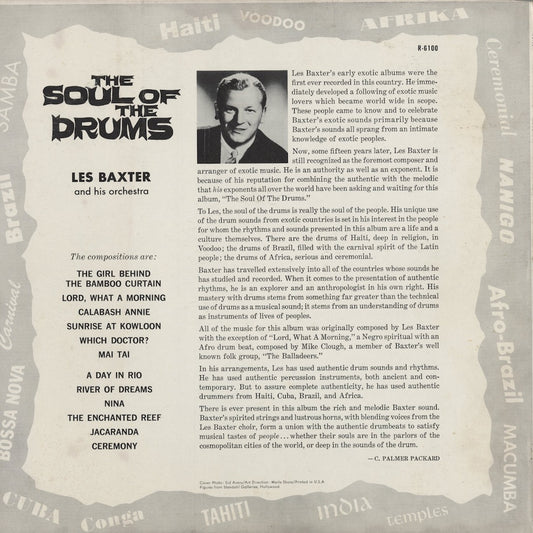 Haiti
VOODOO
AFRIKA
R-6100
THE
SOUL OF
THE
DRUMS
LES BAXTER
and his orchestra
The compositions are:
THE GIRL BEHIND
THE BAMBOO CURTAIN
LORD, WHAT A MORNING
CALABASH ANNIE
SUNRISE AT KOWLOON
WHICH DOCTOR?
MAI TAI
A DAY IN RIO
RIVER OF DREAMS
NINA
THE ENCHANTED REEF
JACARANDA
CEREMONY
Les Baxter's early exotic albums were the
first ever recorded in this country. He imme-
diately developed a following of exotic music
lovers which became world wide in scope.
These people came to know and to celebrate
Baxter's exotic sounds primarily because
Baxter's sounds all sprang from an intimate
knowledge of exotic peoples.
Now, some fifteen years later, Les Baxter is
still recognized as the foremost composer and
arranger of exotic music. He is an authority as well as an exponent. It is
because of his reputation for combining the authentic with the melodic
that his exponents all over the world have been asking and waiting for this
album, "The Soul Of The Drums."
To Les, the soul of the drums is really the soul of the people. His unique use
of the drum sounds from exotic countries is set in his interest in the people
for whom the rhythms and sounds presented in this album are a life and a
culture themselves. There are the drums of Haiti, deep in religion, in
Voodoo; the drums of Brazil, filled with the carnival spirit of the Latin
people; the drums of Africa, serious and ceremonial.
Baxter has travelled extensively into all of the countries whose sounds he
has studied and recorded. When it comes to the presentation of authentic
rhythms, he is an explorer and an anthropologist in his own right. His
mastery with drums stems from something far greater than the technical
use of drums as a musical sound; it stems from an understanding of drums
as instruments of lives of peoples.
All of the music for this album was originally composed by Les Baxter
with the exception of "Lord, What A Morning," a Negro spiritual with an
Afro drum beat, composed by Mike Clough, a member of Baxter's well
known folk group, "The Balladeers."
In his arrangements, Les has used authentic drum sounds and rhythms.
He has used authentic percussion instruments, both ancient and con-
temporary. But to assure complete authenticity, he has used authentic
drummers from Haiti, Cuba, Brazil, and Africa.
There is ever present in this album the rich and melodic Baxter sound.
Baxter's spirited strings and lustrous horns, with blending voices from the
Les Baxter choir, form a union with the authentic drumbeats to satisfy
musical tastes of people...whether their souls are in the parlors of the
cosmopolitan cities of the world, or deep in the sounds of the drum.
—C. PALMER PACKARD
Cover Photo: Gil Avera/Art Direction: Merle Shore/Printed in U.S.A
Figures from Stendahl Galleries, Hollywood.
SAMBA
Brazil
Carnival
BOSSA NOVA
CUBA
Conga
TAHITI
INDIA
TEMPLES
Ceremonial
NANIGO
Afro-Brazil
MACUMBA